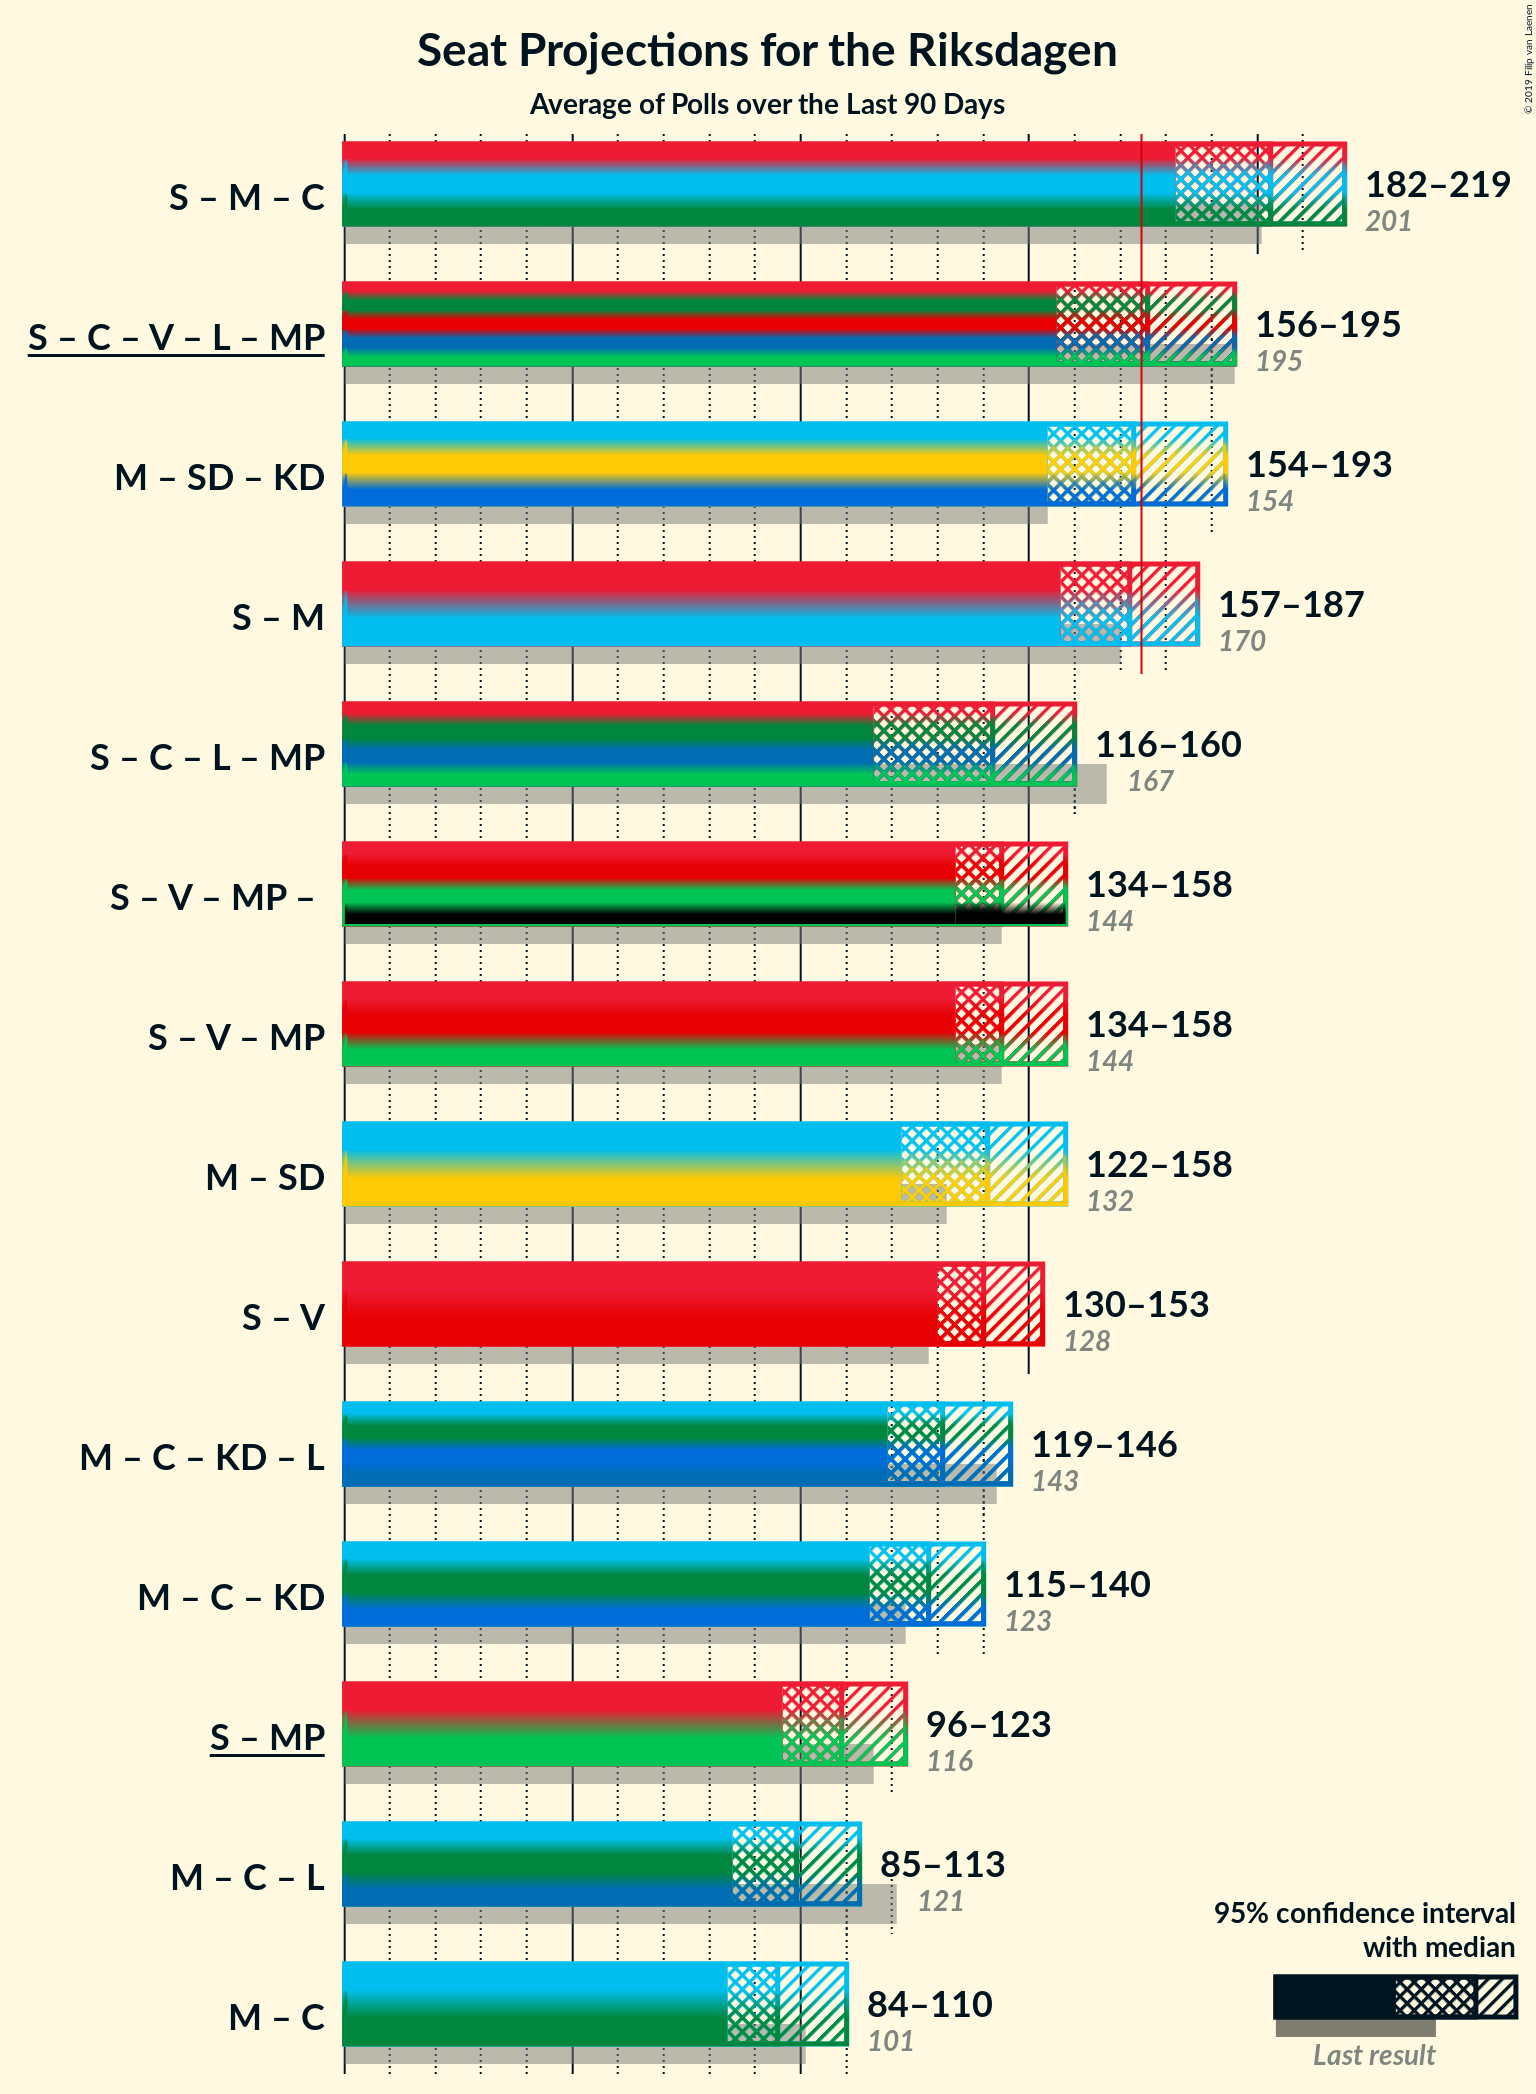 Seat Projections for the Riksdagen
Average of Polls over the Last 90 Days
© 2019 Filip van Laenen
S – M – C
182–219
201
S – C – V – L – MP
156–195
195
M – SD – KD
154–193
154
S – M
157–187
170
S – C – L – MP
116–160
167
S – V – MP –
134–158
144
S – V – MP
134–158
144
M – SD
122–158
132
S – V
130–153
128
M – C – KD – L
119–146
143
M – C – KD
115–140
123
S – MP
96–123
116
M – C – L
85–113
121
M – C
84–110
101
95% confidence interval
with median
Last result